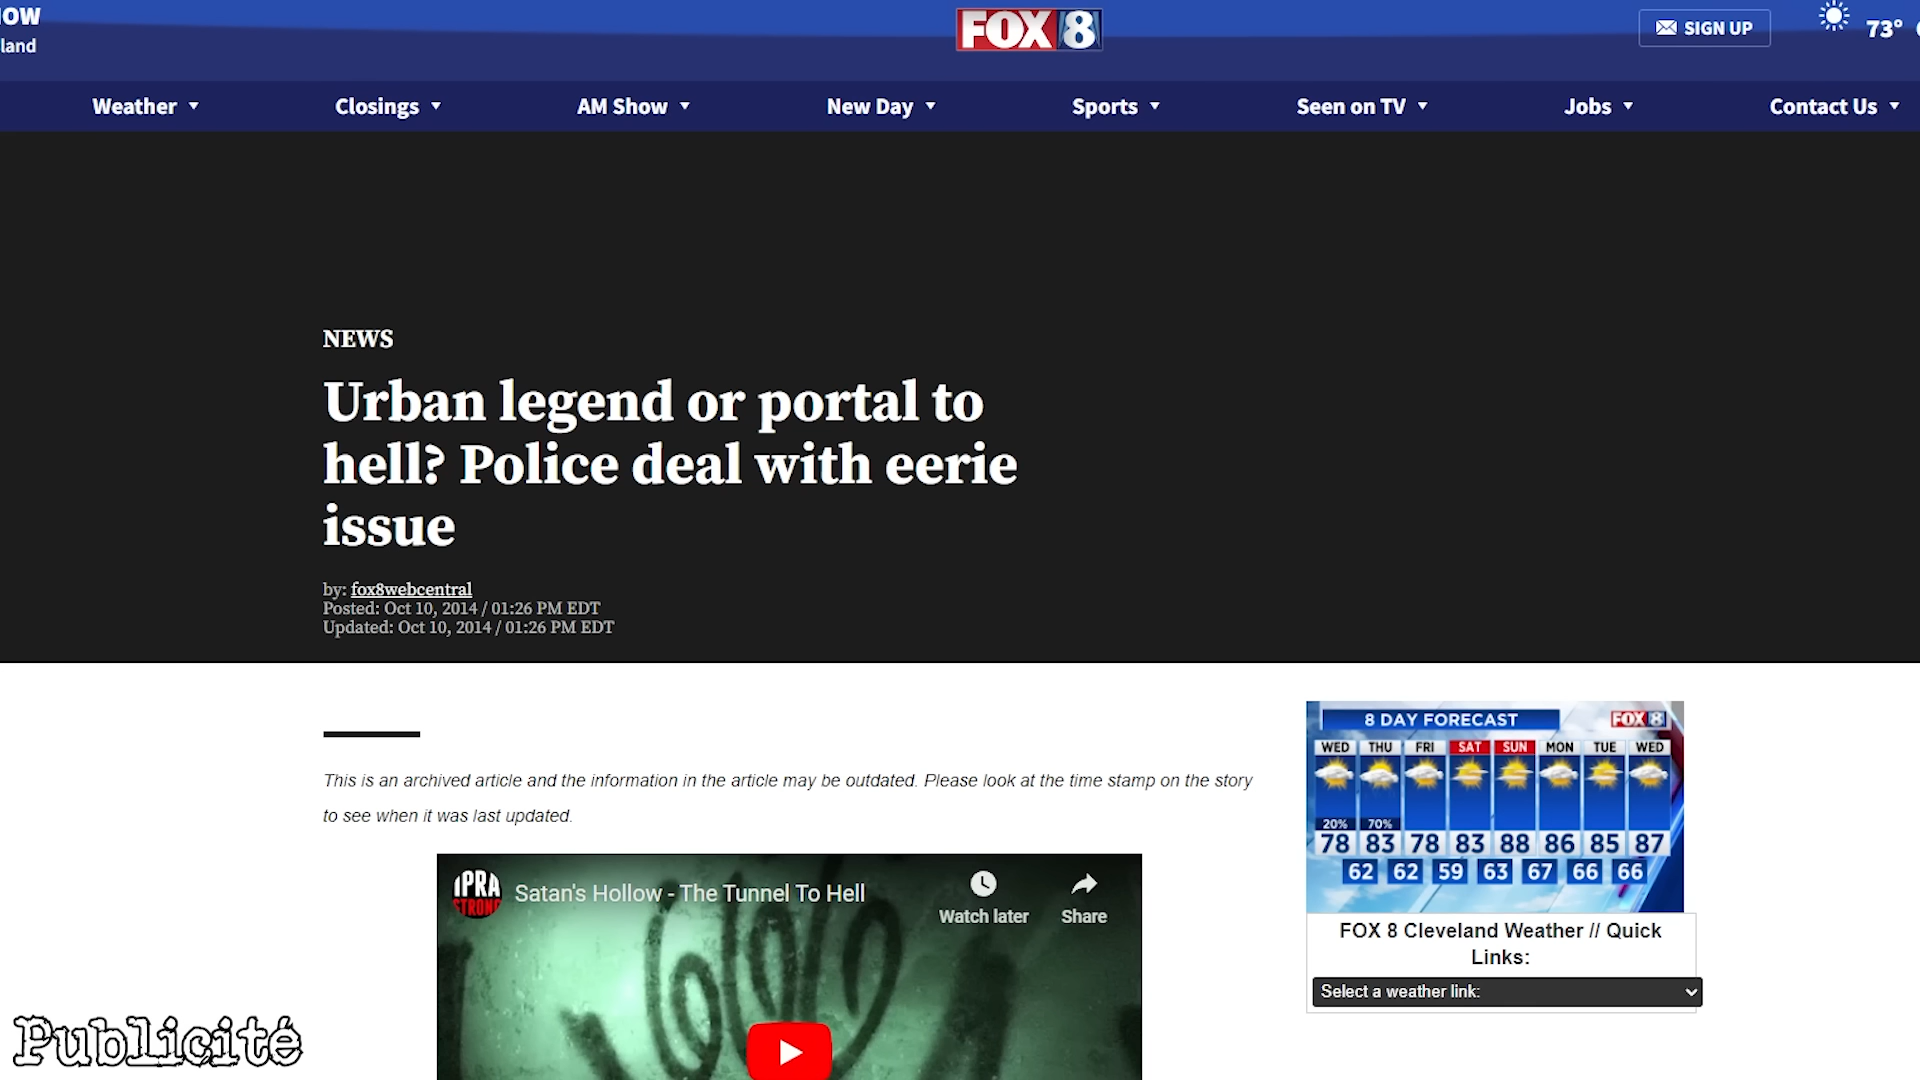 land
FOX 8
SIGN UP
73°
Weather
Closings
AM Show
New Day
Sports
Seen on TV
Jobs
Contact Us
NEWS
Urban legend or portal to
hell? Police deal with eerie
issue
by: fox8webcentral
Posted: Oct 10, 2014 / 01:26 PM EDT
Updated: Oct 10, 2014 / 01:26 PM EDT
This is an archived article and the information in the article may be outdated. Please look at the time stamp on the story
to see when it was last updated.
IPRA
STRONG
Satan's Hollow - The Tunnel To Hell
Watch later
Share
8 DAY FORECAST
FOX 8
WED THU FRI SAT SUN MON TUE WED
20% 70%
78 83 78 83 88 86 85 87
62 62 59 63 67 66 66
FOX 8 Cleveland Weather // Quick
Links:
Select a weather link:
Publicité